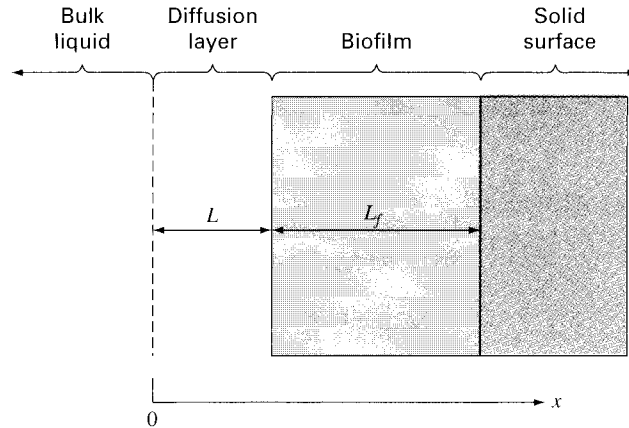 Bulk liquid
Diffusion layer
Biofilm
Solid surface
L
L_f
0
x